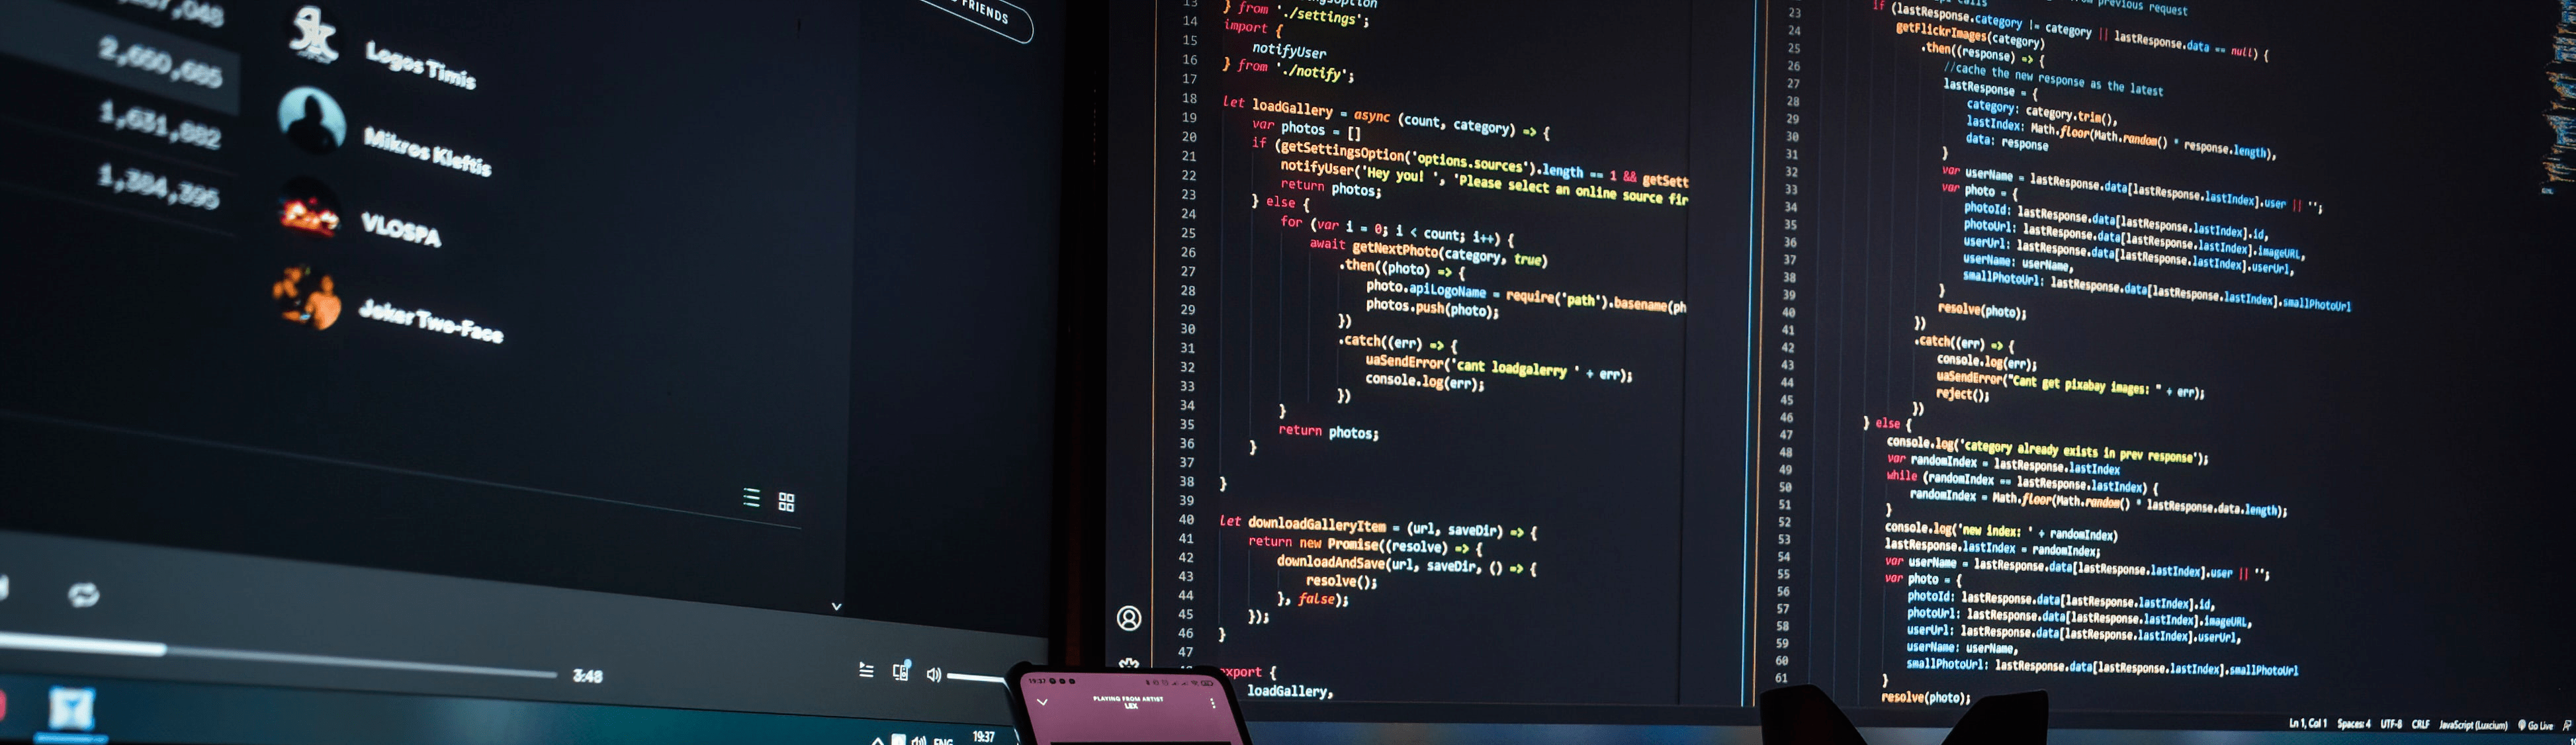 FRIENDS
2,650,685
1,631,882
1,384,395
Logos Timis
Mikros Kleftis
VLOSPA
Joker Two-Face
3:48
ENG
19:37
19:37
PLAYING FROM ARTIST
LEX
13
14 } from './settings';
15 import {
16 notifyUser
17 } from './notify';
18
19 let loadGallery = async (count, category) => {
20 var photos = []
21 if (getSettingsOption('options.sources').length == 1 && getSett
22 notifyUser('Hey you! ', 'Please select an online source fir
23 return photos;
24 } else {
25 for (var i = 0; i < count; i++) {
26 await getNextPhoto(category, true)
27 .then((photo) => {
28 photo.apiLogoName = require('path').basename(ph
29 photos.push(photo);
30 })
31 .catch((err) => {
32 uaSendError('cant loadgalerry ' + err);
33 console.log(err);
34 })
35 }
36 return photos;
37 }
38 }
39
40 let downloadGalleryItem = (url, saveDir) => {
41 return new Promise((resolve) => {
42 downloadAndSave(url, saveDir, () => {
43 resolve();
44 }, false);
45 });
46 }
47
export {
loadGallery,
previous request
23 if (lastResponse.category != category || lastResponse.data == null) {
24 getFlickrImages(category)
25 .then((response) => {
26 //cache the new response as the latest
27 lastResponse = {
28 category: category.trim(),
29 lastIndex: Math.floor(Math.random() * response.length),
30 data: response
31 }
32 var userName = lastResponse.data[lastResponse.lastIndex].user || '';
33 var photo = {
34 photoId: lastResponse.data[lastResponse.lastIndex].id,
35 photoUrl: lastResponse.data[lastResponse.lastIndex].imageURL,
36 userUrl: lastResponse.data[lastResponse.lastIndex].userUrl,
37 userName: userName,
38 smallPhotoUrl: lastResponse.data[lastResponse.lastIndex].smallPhotoUrl
39 }
40 resolve(photo);
41 })
42 .catch((err) => {
43 console.log(err);
44 uaSendError("Cant get pixabay images: " + err);
45 reject();
46 })
47 } else {
48 console.log('category already exists in prev response');
49 var randomIndex = lastResponse.lastIndex
50 while (randomIndex == lastResponse.lastIndex) {
51 randomIndex = Math.floor(Math.random() * lastResponse.data.length);
52 }
53 console.log('new index: ' + randomIndex)
54 lastResponse.lastIndex = randomIndex;
55 var userName = lastResponse.data[lastResponse.lastIndex].user || '';
56 var photo = {
57 photoId: lastResponse.data[lastResponse.lastIndex].id,
58 photoUrl: lastResponse.data[lastResponse.lastIndex].imageURL,
59 userUrl: lastResponse.data[lastResponse.lastIndex].userUrl,
60 userName: userName,
61 smallPhotoUrl: lastResponse.data[lastResponse.lastIndex].smallPhotoUrl
}
resolve(photo);
Ln 1, Col 1 Spaces: 4 UTF-8 CRLF JavaScript (Luxcium) Go Live